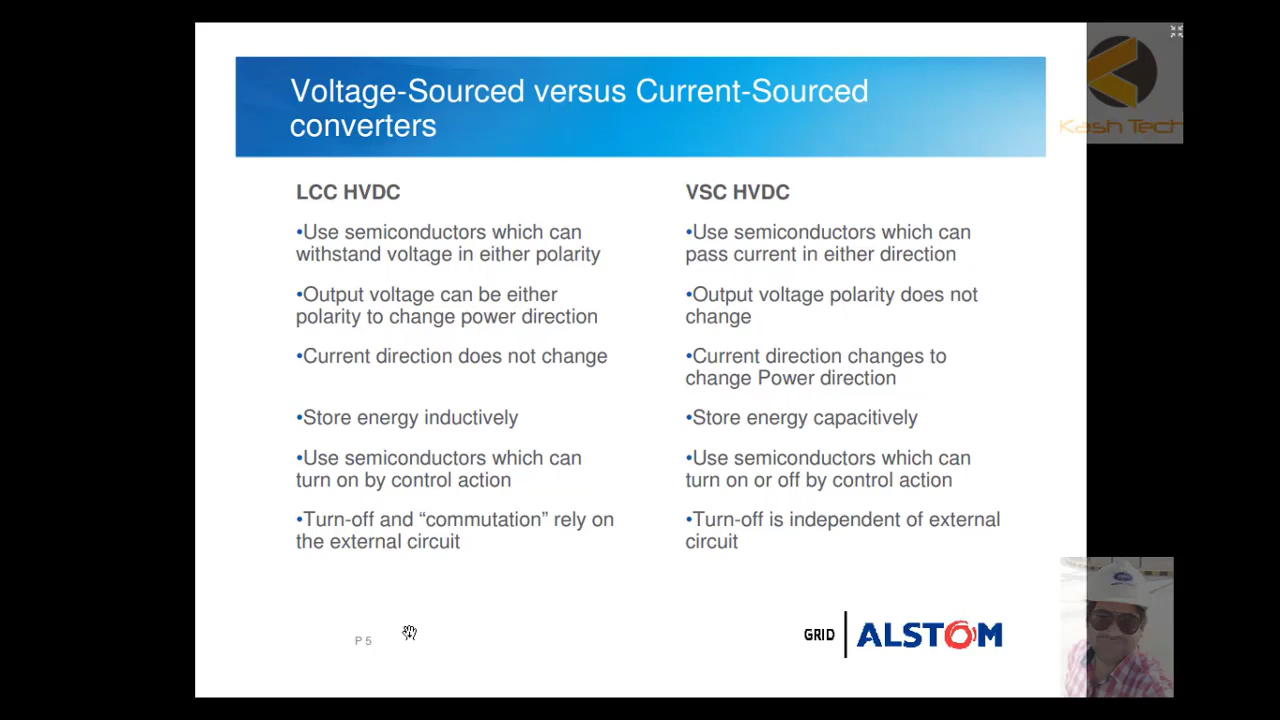 Voltage-Sourced versus Current-Sourced
converters
LCC HVDC
•Use semiconductors which can
withstand voltage in either polarity
•Output voltage can be either
polarity to change power direction
•Current direction does not change
•Store energy inductively
•Use semiconductors which can
turn on by control action
•Turn-off and “commutation” rely on
the external circuit
VSC HVDC
•Use semiconductors which can
pass current in either direction
•Output voltage polarity does not
change
•Current direction changes to
change Power direction
•Store energy capacitively
•Use semiconductors which can
turn on or off by control action
•Turn-off is independent of external
circuit
P 5
GRID
ALSTOM
Kash Tech